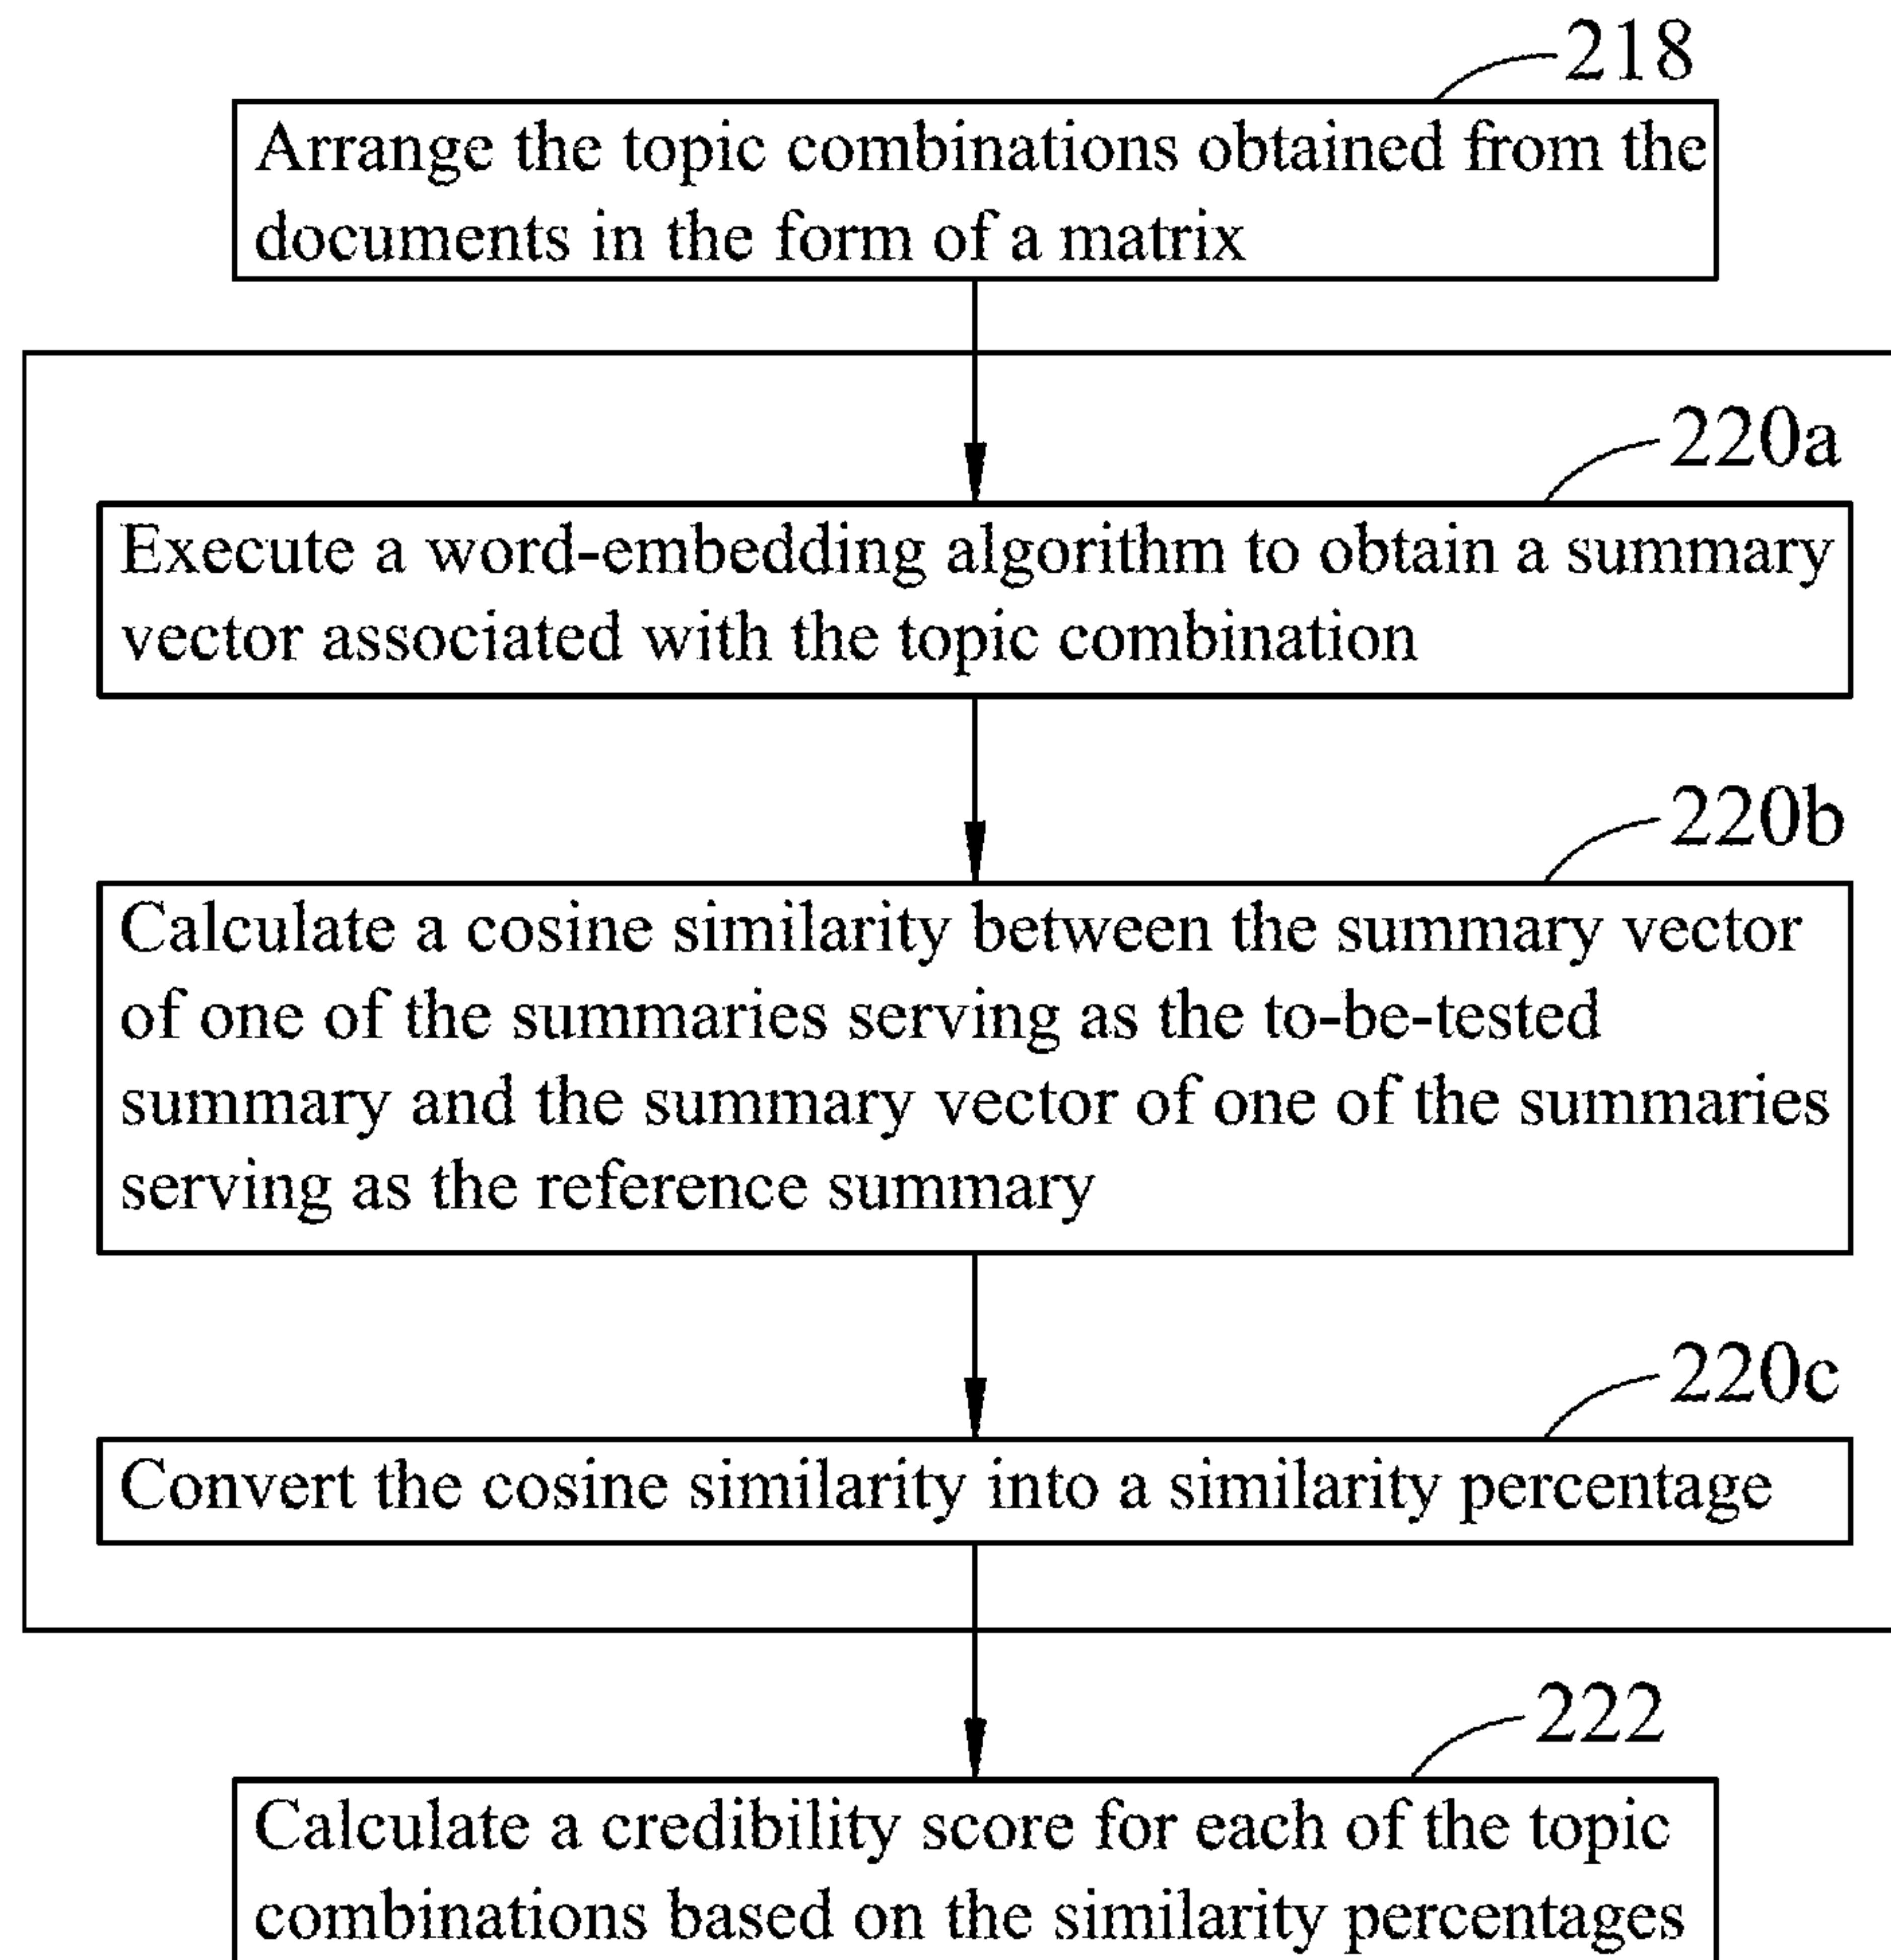 218
Arrange the topic combinations obtained from the
documents in the form of a matrix
220a
Execute a word-embedding algorithm to obtain a summary
vector associated with the topic combination
220b
Calculate a cosine similarity between the summary vector
of one of the summaries serving as the to-be-tested
summary and the summary vector of one of the summaries
serving as the reference summary
220c
Convert the cosine similarity into a similarity percentage
222
Calculate a credibility score for each of the topic
combinations based on the similarity percentages